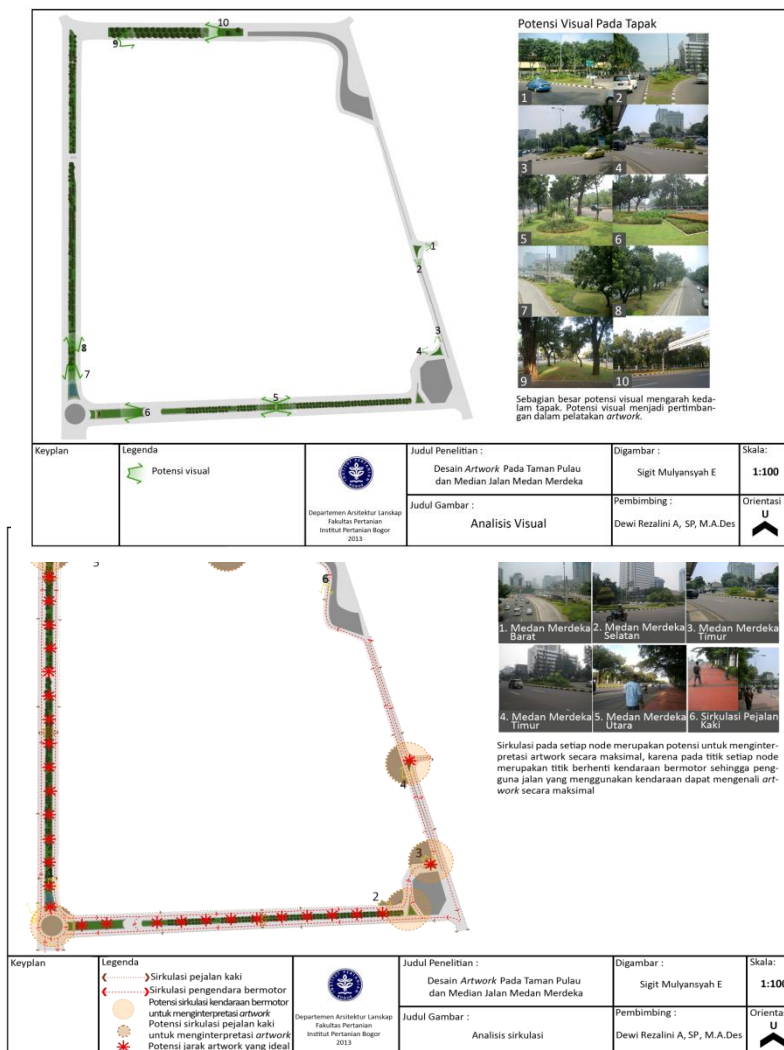 10
9
1
2
3
4
8
7
5
6
Potensi Visual Pada Tapak
1
2
3
4
5
6
7
8
9
10
Sebagian besar potensi visual mengarah keda-
lam tapak. Potensi visual menjadi pertimban-
gan dalam pelatakan artwork.
Keyplan
Legenda
Potensi visual
INSTITUT PERTANIAN
BOGOR
Departemen Arsitektur Lanskap
Fakultas Pertanian
Institut Pertanian Bogor
2013
Judul Penelitian :
Desain Artwork Pada Taman Pulau
dan Median Jalan Medan Merdeka
Judul Gambar :
Analisis Visual
Digambar :
Sigit Mulyansyah E
Pembimbing :
Dewi Rezalini A, SP, M.A.Des
Skala:
1:100
Orientasi
U
6
4
3
2
1. Medan Merdeka
Barat
2. Medan Merdeka
Selatan
3. Medan Merdeka
Timur
4. Medan Merdeka
Timur
5. Medan Merdeka
Utara
6. Sirkulasi Pejalan
Kaki
Sirkulasi pada setiap node merupakan potensi untuk menginter-
pretasi artwork secara maksimal, karena pada titik setiap node
merupakan titik berhenti kendaraan bermotor sehingga peng-
guna jalan yang menggunakan kendaraan dapat mengenali art-
work secara maksimal
Keyplan
Legenda
Sirkulasi pejalan kaki
Sirkulasi pengendara bermotor
Potensi sirkulasi kendaraan bermotor
untuk menginterpretasi artwork
Potensi sirkulasi pejalan kaki
untuk menginterpretasi artwork
Potensi jarak artwork yang ideal
Departemen Arsitektur Lanskap
Fakultas Pertanian
Institut Pertanian Bogor
2013
Judul Penelitian :
Desain Artwork Pada Taman Pulau
dan Median Jalan Medan Merdeka
Judul Gambar :
Analisis sirkulasi
Digambar :
Sigit Mulyansyah E
Pembimbing :
Dewi Rezalini A, SP, M.A.Des
Skala:
1:100
Orienta
U